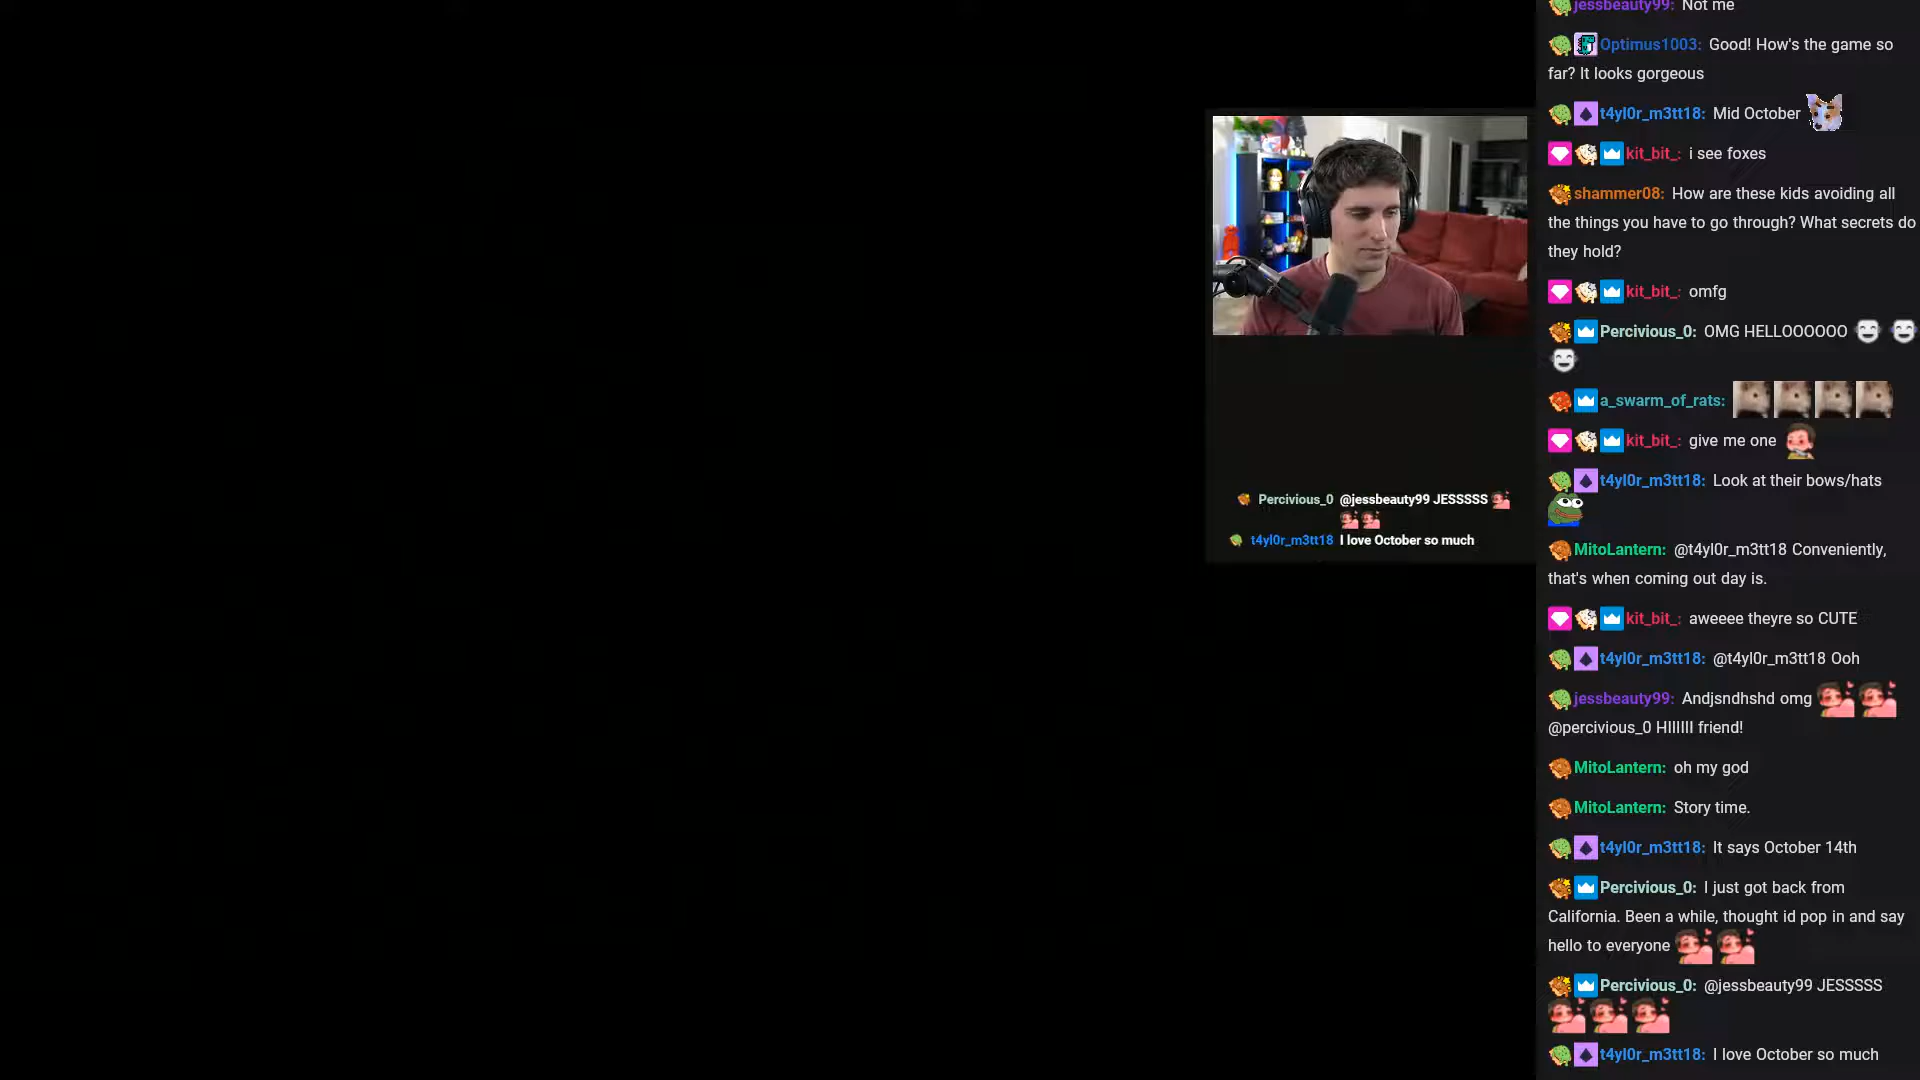 Percivious_0 @jessbeauty99 JESSSSS
t4yl0r_m3tt18 I love October so much
jessbeauty99: Not me
Optimus1003: Good! How's the game so
far? It looks gorgeous
t4yl0r_m3tt18: Mid October
kit_bit_: i see foxes
shammer08: How are these kids avoiding all
the things you have to go through? What secrets do
they hold?
kit_bit_: omfg
Percivious_0: OMG HELLOOOOOO
a_swarm_of_rats:
kit_bit_: give me one
t4yl0r_m3tt18: Look at their bows/hats
MitoLantern: @t4yl0r_m3tt18 Conveniently,
that's when coming out day is.
kit_bit_: aweeee theyre so CUTE
t4yl0r_m3tt18: @t4yl0r_m3tt18 Ooh
jessbeauty99: Andjsndhshd omg
@percivious_0 HIIIIII friend!
MitoLantern: oh my god
MitoLantern: Story time.
t4yl0r_m3tt18: It says October 14th
Percivious_0: I just got back from
California. Been a while, thought id pop in and say
hello to everyone
Percivious_0: @jessbeauty99 JESSSSS
t4yl0r_m3tt18: I love October so much